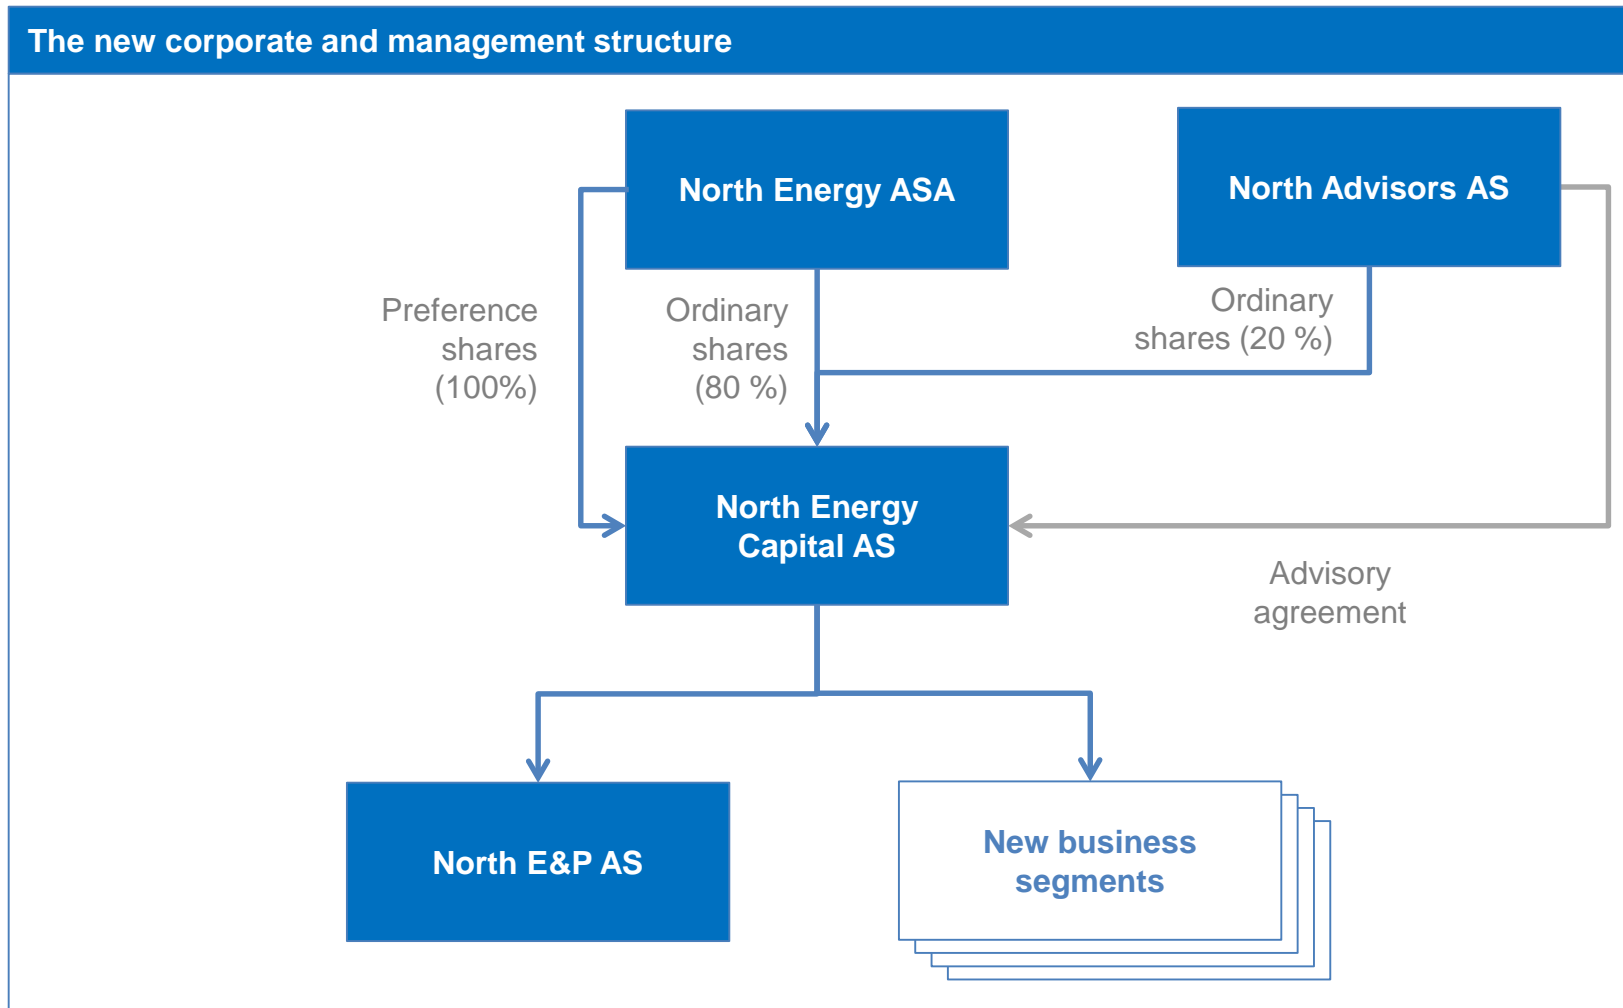 The new corporate and management structure
North Energy ASA
North Advisors AS
Preference
shares
(100%)
Ordinary
shares
(80 %)
Ordinary
shares (20 %)
North Energy
Capital AS
Advisory
agreement
North E&P AS
New business
segments